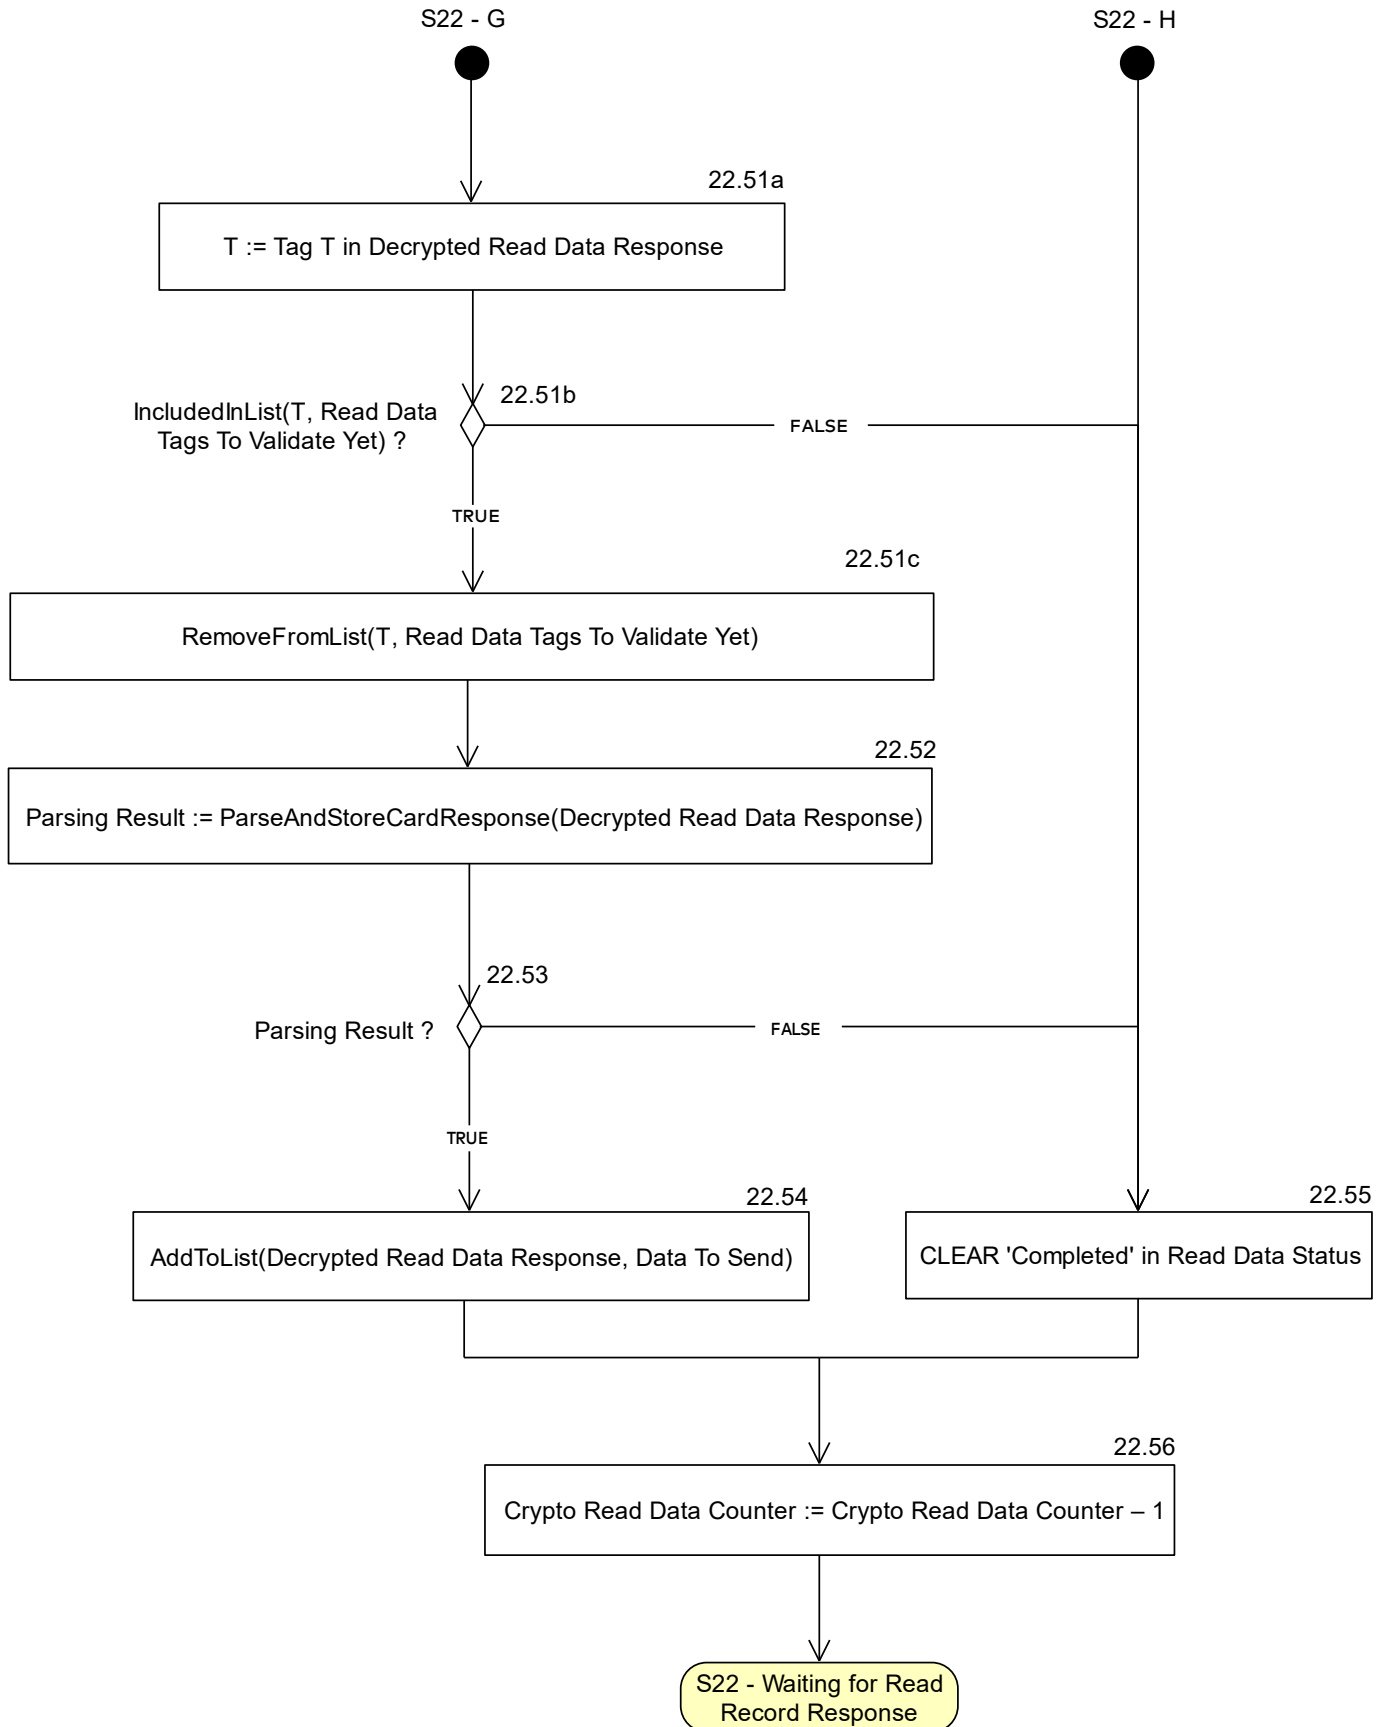 S22 - G
S22 - H
22.51a
T := Tag T in Decrypted Read Data Response
22.51b
IncludedInList(T, Read Data
Tags To Validate Yet) ?
FALSE
TRUE
22.51c
RemoveFromList(T, Read Data Tags To Validate Yet)
22.52
Parsing Result := ParseAndStoreCardResponse(Decrypted Read Data Response)
22.53
Parsing Result ?
FALSE
TRUE
22.54
22.55
AddToList(Decrypted Read Data Response, Data To Send)
CLEAR 'Completed' in Read Data Status
22.56
Crypto Read Data Counter := Crypto Read Data Counter – 1
S22 - Waiting for Read
Record Response